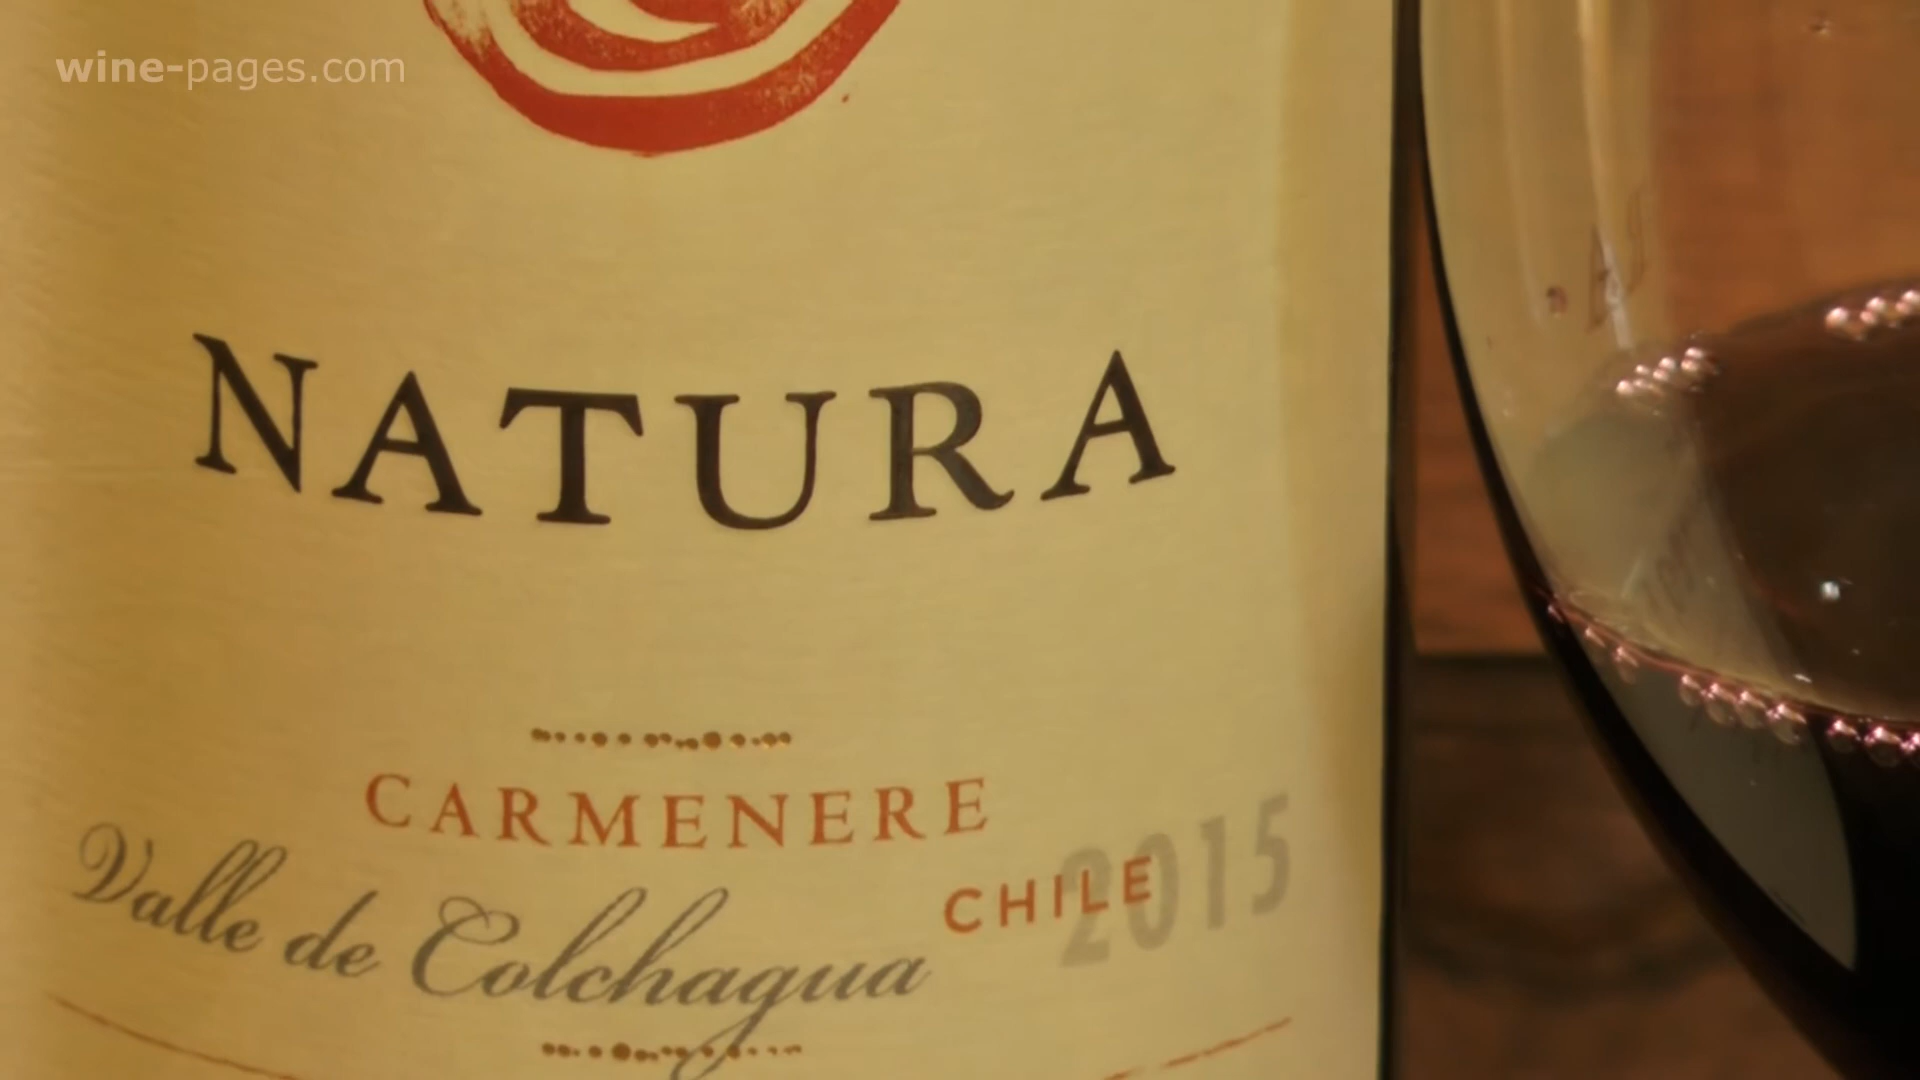 wine-pages.com
NATURA
CARMENERE
Valle de Colchagua
CHILE
2015